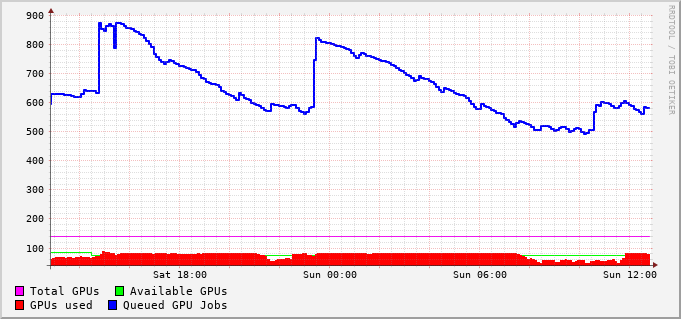 900
800
700
600
500
400
300
200
100
Sat 18:00 Sun 00:00 Sun 06:00 Sun 12:00
Total GPUs Available GPUs
GPUs used Queued GPU Jobs
RRDTOOL / TOBI OETIKER